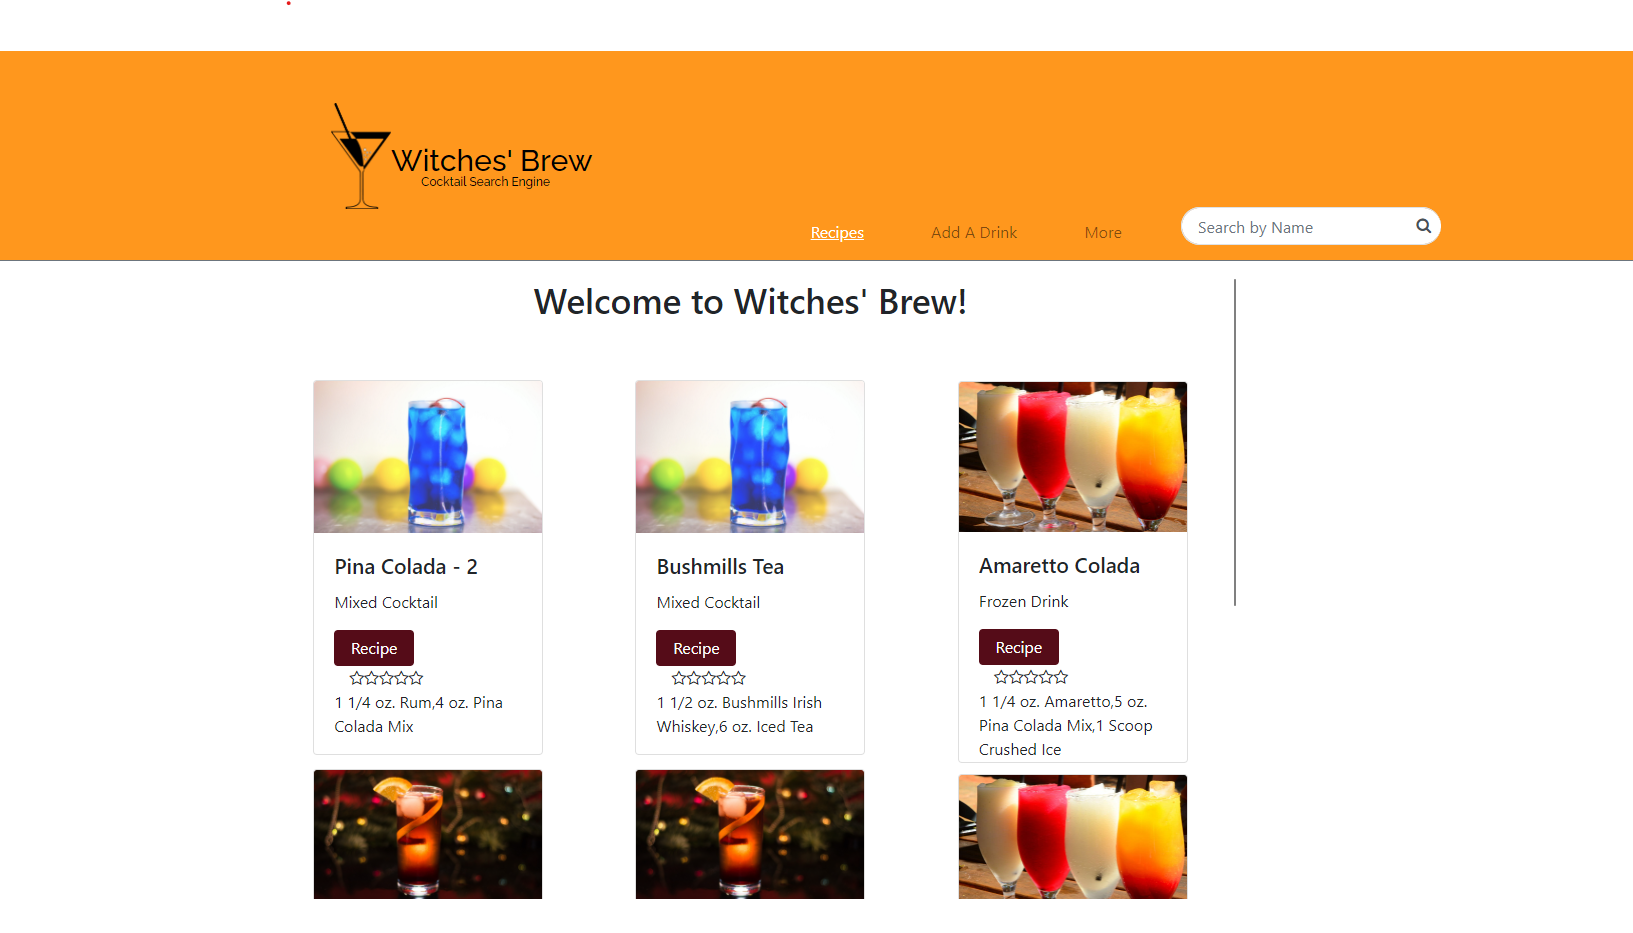 Witches' Brew
Cocktail Search Engine
Recipes
Add A Drink
More
Search by Name
Welcome to Witches' Brew!
Pina Colada - 2
Mixed Cocktail
Recipe
1 1/4 oz. Rum,4 oz. Pina
Colada Mix
Bushmills Tea
Mixed Cocktail
Recipe
1 1/2 oz. Bushmills Irish
Whiskey,6 oz. Iced Tea
Amaretto Colada
Frozen Drink
Recipe
1 1/4 oz. Amaretto,5 oz.
Pina Colada Mix,1 Scoop
Crushed Ice